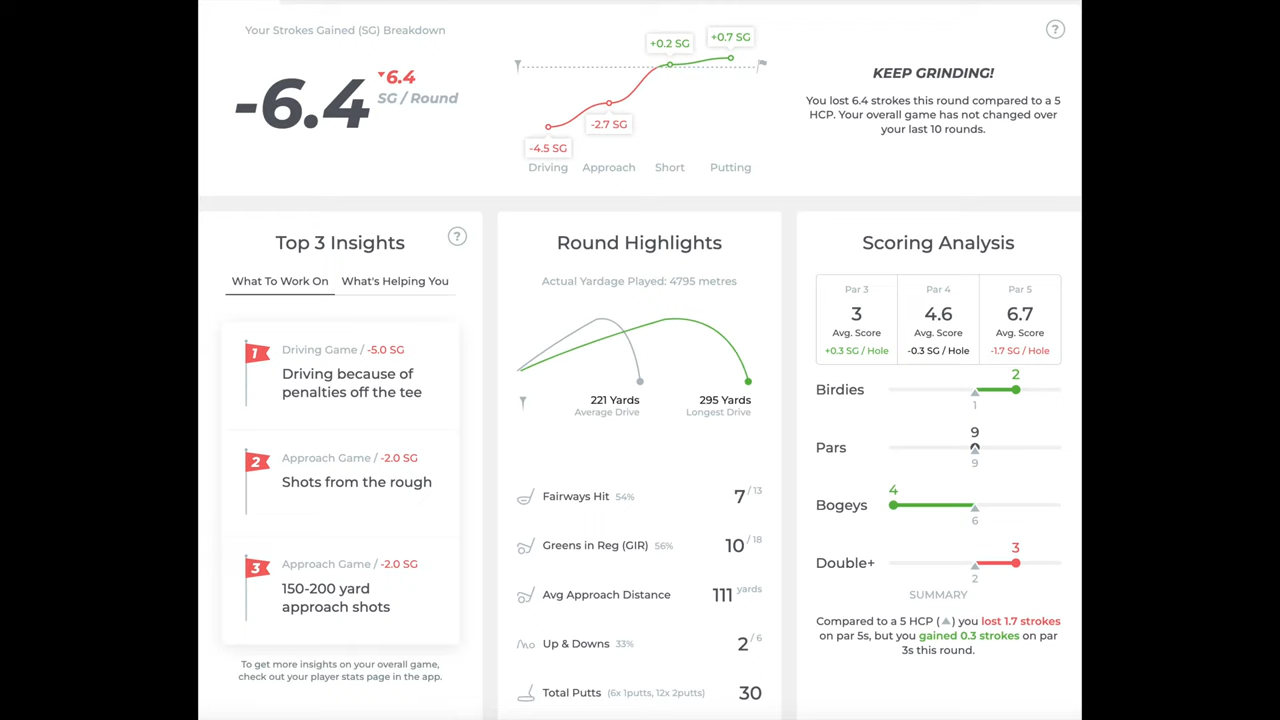 Your Strokes Gained (SG) Breakdown
-6.4
6.4
SG / Round
+0.2 SG
+0.7 SG
-2.7 SG
-4.5 SG
Driving
Approach
Short
Putting
?
KEEP GRINDING!
You lost 6.4 strokes this round compared to a 5
HCP. Your overall game has not changed over
your last 10 rounds.
Top 3 Insights
?
What To Work On
What's Helping You
1
Driving Game / -5.0 SG
Driving because of
penalties off the tee
2
Approach Game / -2.0 SG
Shots from the rough
3
Approach Game / -2.0 SG
150-200 yard
approach shots
To get more insights on your overall game,
check out your player stats page in the app.
Round Highlights
Actual Yardage Played: 4795 metres
221 Yards
Average Drive
295 Yards
Longest Drive
Fairways Hit 54% 7 / 13
Greens in Reg (GIR) 56% 10 / 18
Avg Approach Distance 111 yards
Up & Downs 33% 2 / 6
Total Putts (6x 1putts, 12x 2putts) 30
Scoring Analysis
Par 3
3
Avg. Score
+0.3 SG / Hole
Par 4
4.6
Avg. Score
-0.3 SG / Hole
Par 5
6.7
Avg. Score
-1.7 SG / Hole
Birdies
2
1
Pars
9
9
Bogeys
4
6
Double+
3
2
SUMMARY
Compared to a 5 HCP (▲) you lost 1.7 strokes
on par 5s, but you gained 0.3 strokes on par
3s this round.